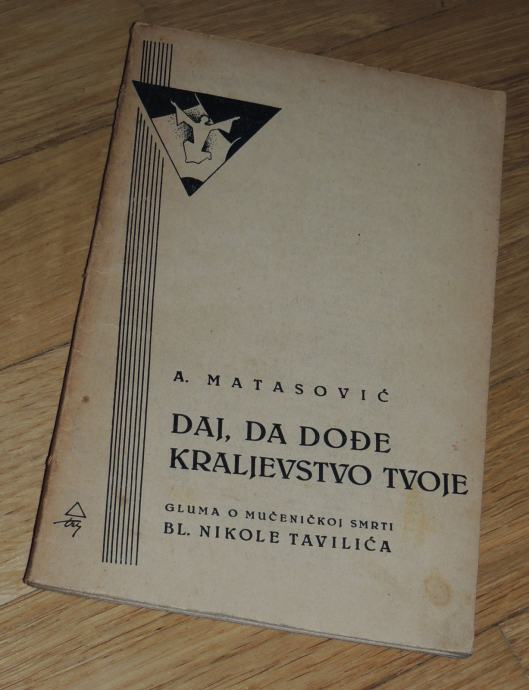 A. MATASOVIĆ
DAJ, DA DOĐE
KRALJEVSTVO TVOJE
GLUMA O MUČENIČKOJ SMRTI
BL. NIKOLE TAVILIĆA